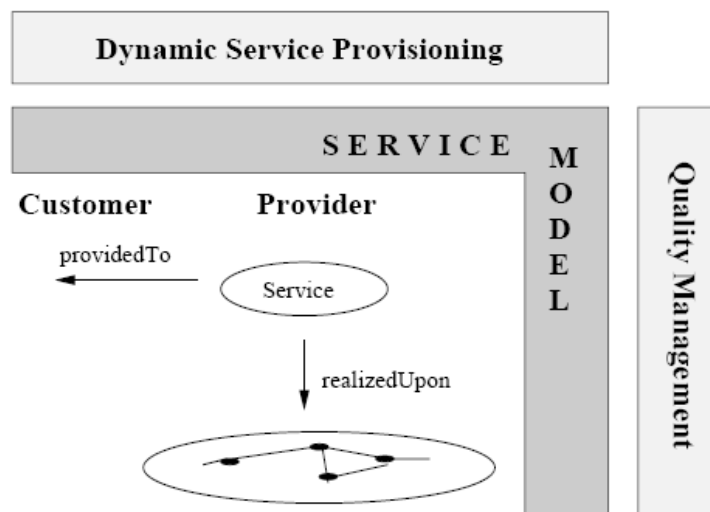 Dynamic Service Provisioning
SERVICE
MODEL
Quality Management
Customer
Provider
providedTo
Service
realizedUpon